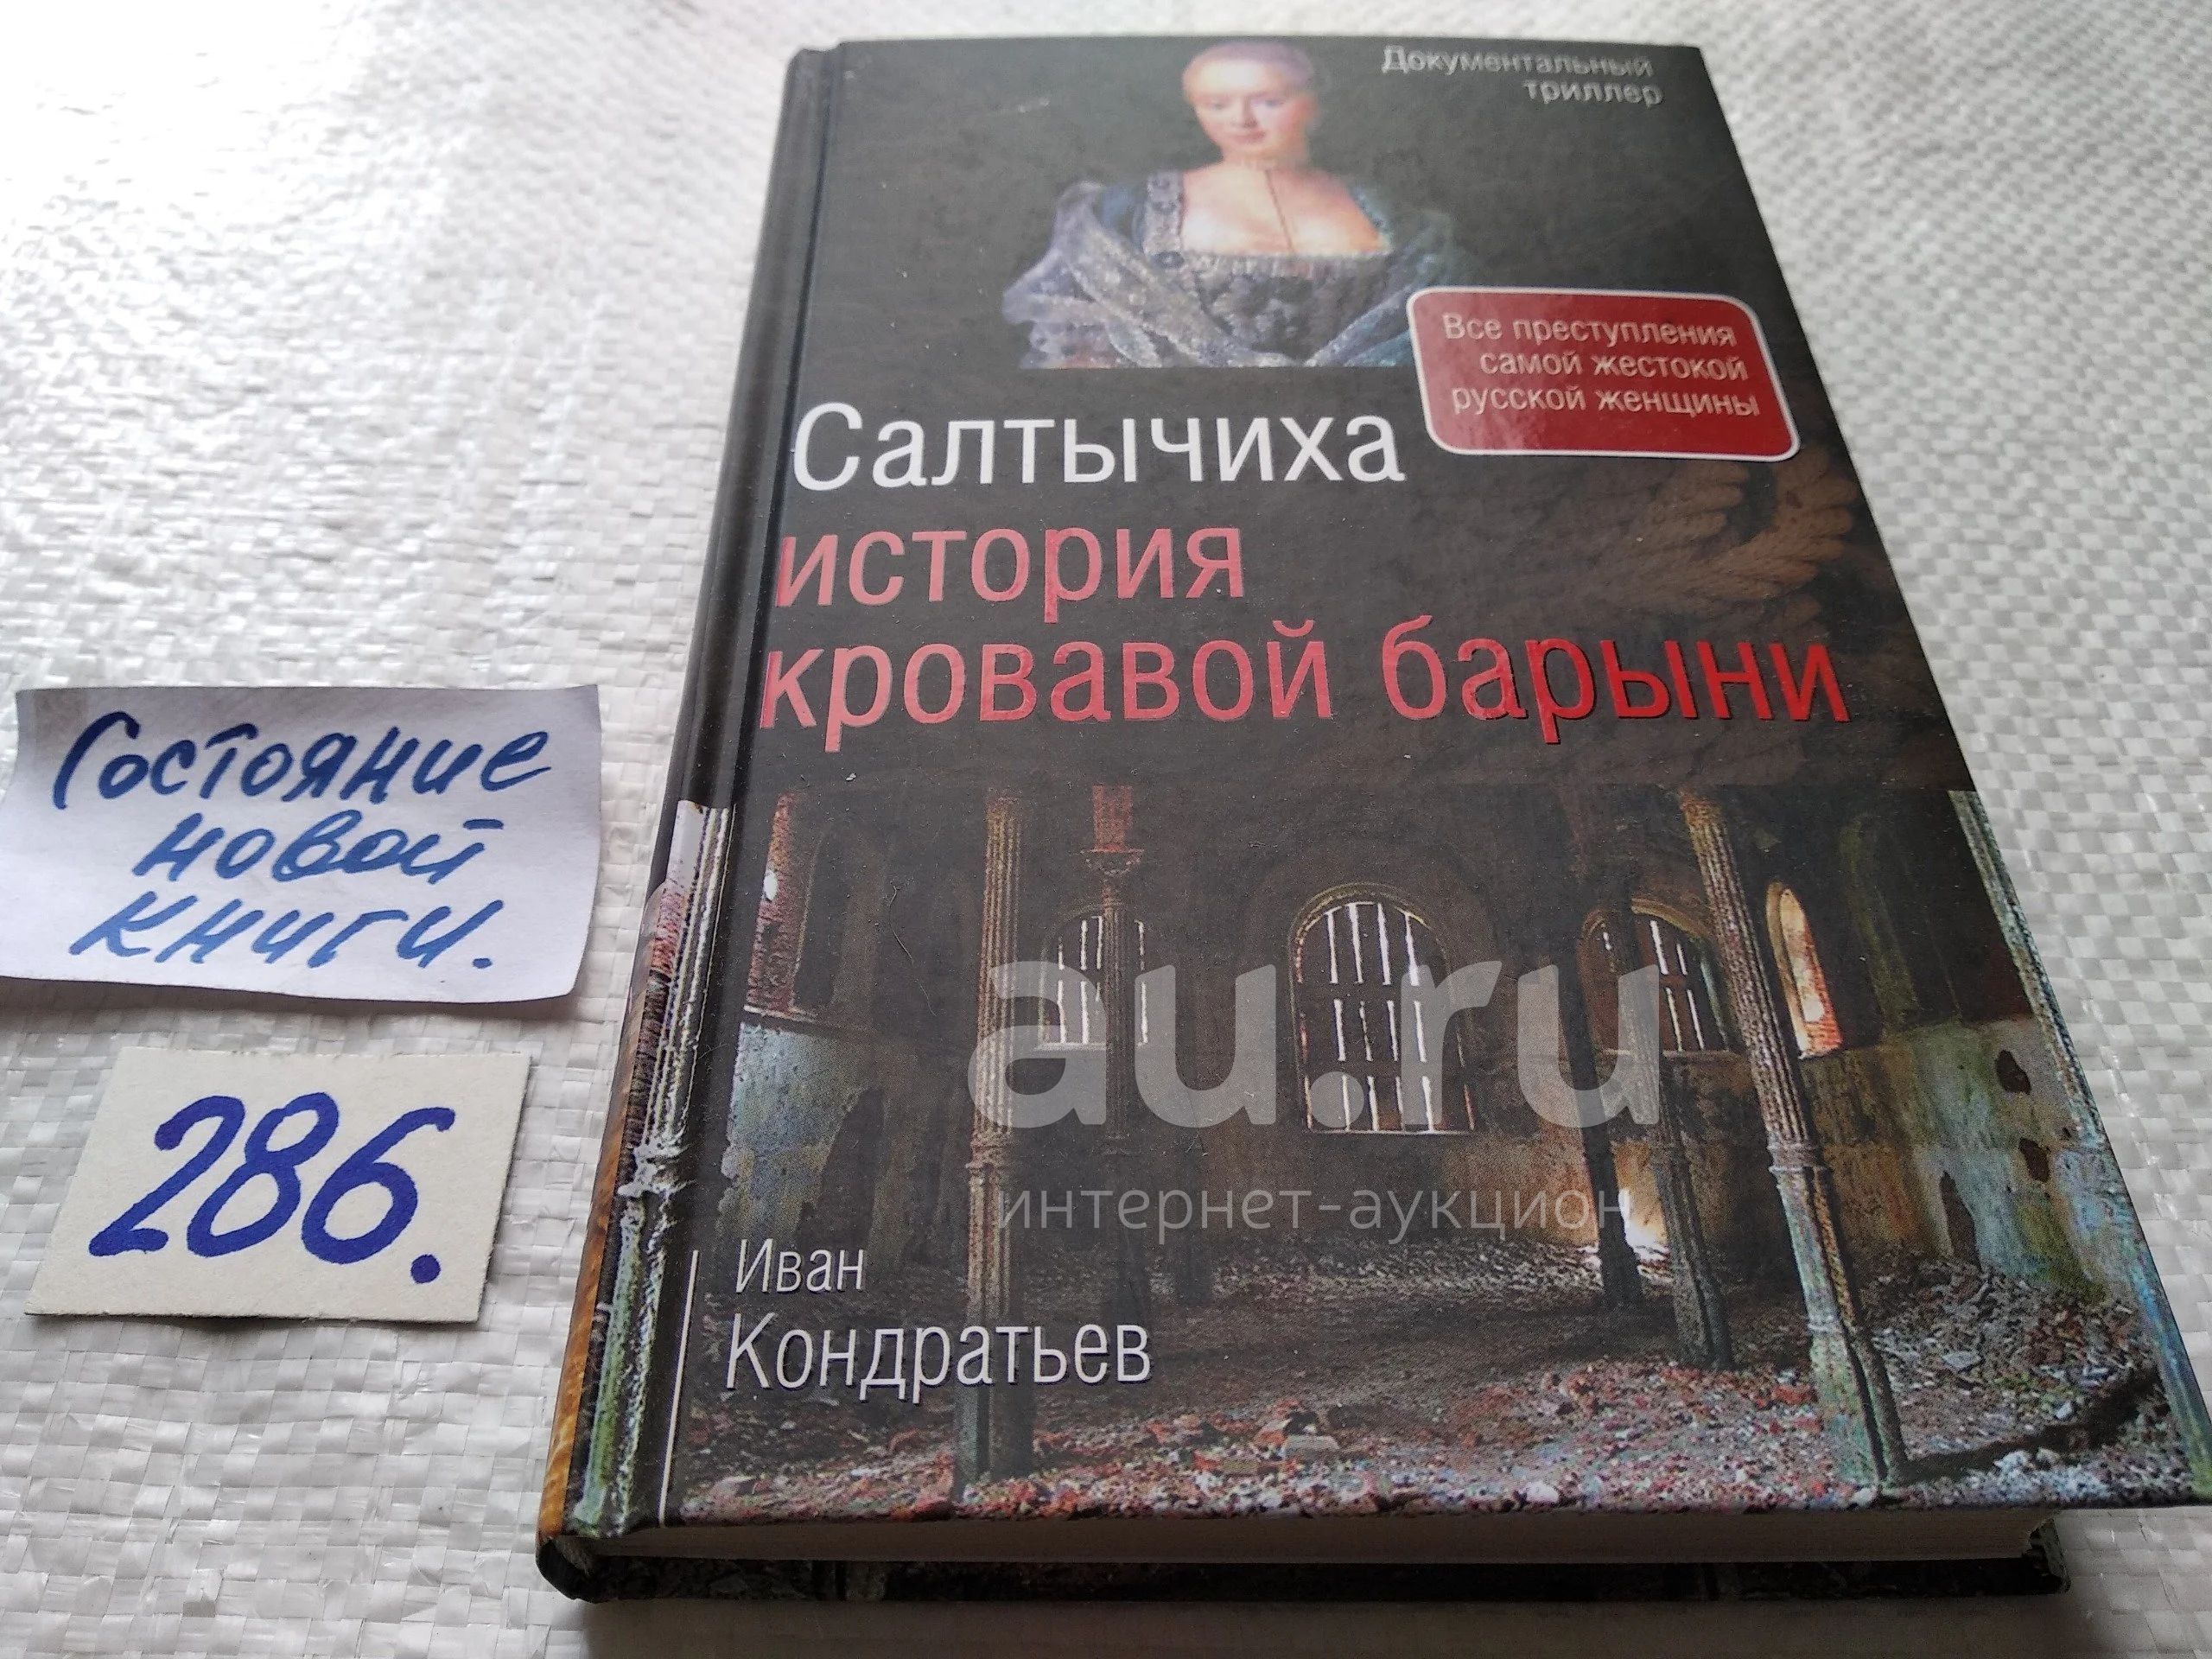 Документальный
триллер
Все преступления
самой жестокой
русской женщины
Салтычиха
история
кровавой барыни
Состояние
новой
книги.
286.
au.ru
интернет-аукцион
Иван
Кондратьев